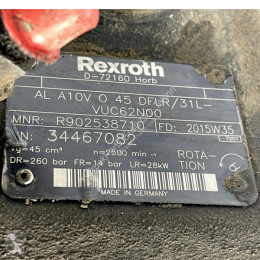 Rexroth
D-72160 Horb
AL A10V O 45 DFLR/31L-
VUC62N00
MNR: R902538710 FD: 2015W35
N: 34467082
Vg=45 cm³ n=2500 min⁻¹ ROTA-
DR=260 bar FR=14 bar LR=28kW TION
MADE IN GERMANY